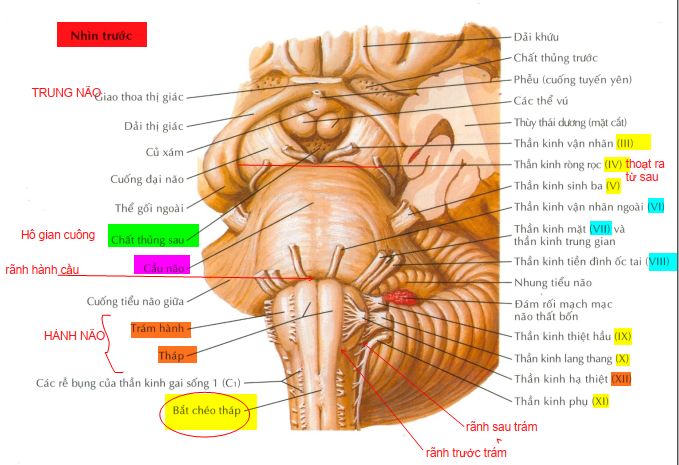 Nhìn trước
TRUNG NÃO
Giao thoa thị giác
Dải thị giác
Củ xám
Cuống đại não
Thể gối ngoài
Hô gian cuông
Chất thủng sau
Cầu não
rãnh hành cầu
Cuống tiểu não giữa
HÀNH NÃO
Trám hành
Tháp
Các rễ bụng của thần kinh gai sống 1 (C1)
Bắt chéo tháp
Dải khứu
Chất thủng trước
Phễu (cuống tuyến yên)
Các thể vú
Thùy thái dương (mặt cắt)
Thần kinh vận nhãn (III)
Thần kinh ròng rọc (IV) thoạt ra
từ sau
Thần kinh sinh ba (V)
Thần kinh vận nhãn ngoài (VI)
Thần kinh mặt (VII) và
thần kinh trung gian
Thần kinh tiền đình ốc tai (VIII)
Nhung tiểu não
Đám rối mạch mạc
não thất bốn
Thần kinh thiệt hầu (IX)
Thần kinh lang thang (X)
Thần kinh hạ thiệt (XII)
Thần kinh phụ (XI)
rãnh sau trám
rãnh trước trám